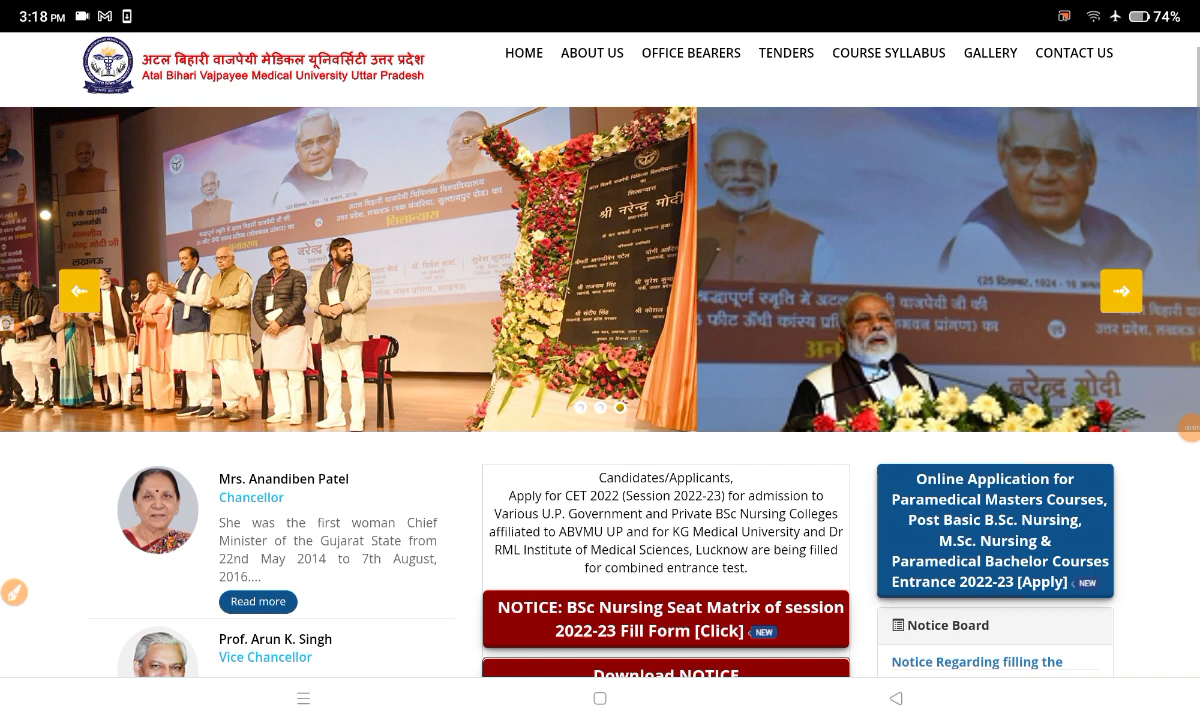 3:18 PM
74%
अटल बिहारी वाजपेयी मेडिकल यूनिवर्सिटी उत्तर प्रदेश
Atal Bihari Vajpayee Medical University Uttar Pradesh
HOME ABOUT US OFFICE BEARERS TENDERS COURSE SYLLABUS GALLERY CONTACT US
शिलान्यास
श्री नरेन्द्र मोदी
(25 दिसम्बर, 1924 - 16
वाजपेयी जी की
नरेन्द्र मोदी
Mrs. Anandiben Patel
Chancellor
She was the first woman Chief
Minister of the Gujarat State from
22nd May 2014 to 7th August,
2016....
Read more
Prof. Arun K. Singh
Vice Chancellor
Candidates/Applicants,
Apply for CET 2022 (Session 2022-23) for admission to
Various U.P. Government and Private BSc Nursing Colleges
affiliated to ABVMU UP and for KG Medical University and Dr
RML Institute of Medical Sciences, Lucknow are being filled
for combined entrance test.
NOTICE: BSc Nursing Seat Matrix of session
2022-23 Fill Form [Click] NEW
Download NOTICE
Online Application for
Paramedical Masters Courses,
Post Basic B.Sc. Nursing,
M.Sc. Nursing &
Paramedical Bachelor Courses
Entrance 2022-23 [Apply] NEW
Notice Board
Notice Regarding filling the